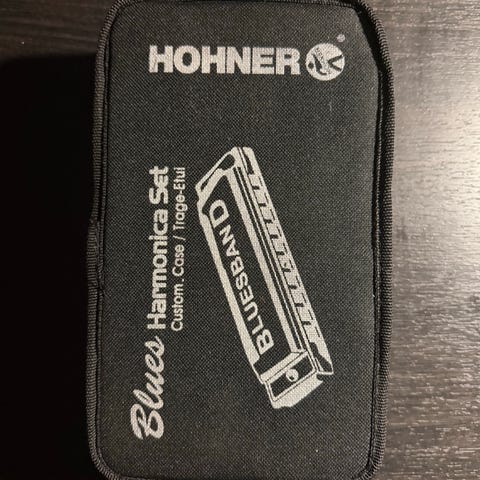 HOHNER ®
Blues Harmonica Set
Custom. Case / Trage-Etui
BLUESBAND